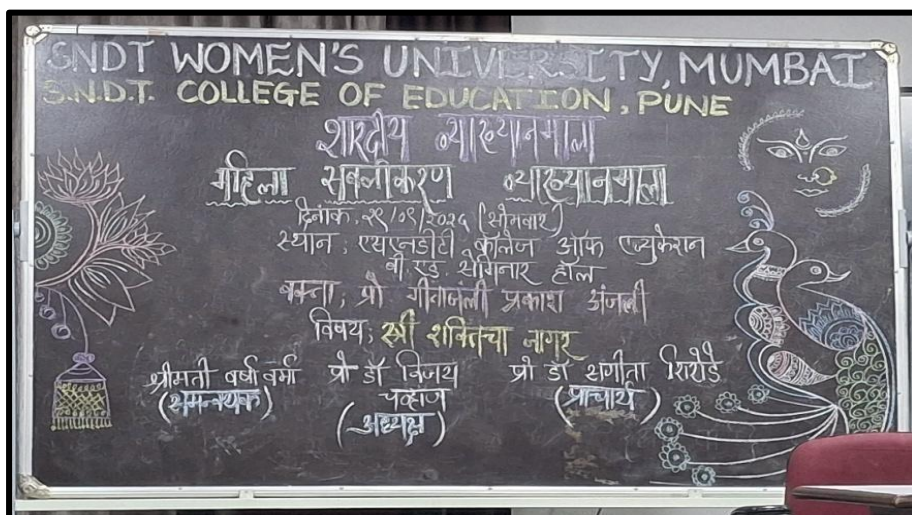 SNDT WOMEN'S UNIVERSITY, MUMBAI
S.N.D.T. COLLEGE OF EDUCATION, PUNE
शारदीय व्याख्यानमाला
महिला सबलीकरण व्याख्यानमाला
दिनांक, २९/०९/२०२५ (सोमवार)
स्थान ; एसएनडीटी कॉलेज ऑफ एज्युकेशन
बी.एड. सेमिनार हॉल
वक्ता; प्रो गीतांजली प्रकाश अंजली
विषय; स्त्री शक्तिचा जागर
श्रीमती वर्षा वर्मा प्रो डॉ विजय प्रो डॉ संगीता शिरोडे
(समन्वयक) चव्हाण (प्राचार्य)
(अध्यक्ष)